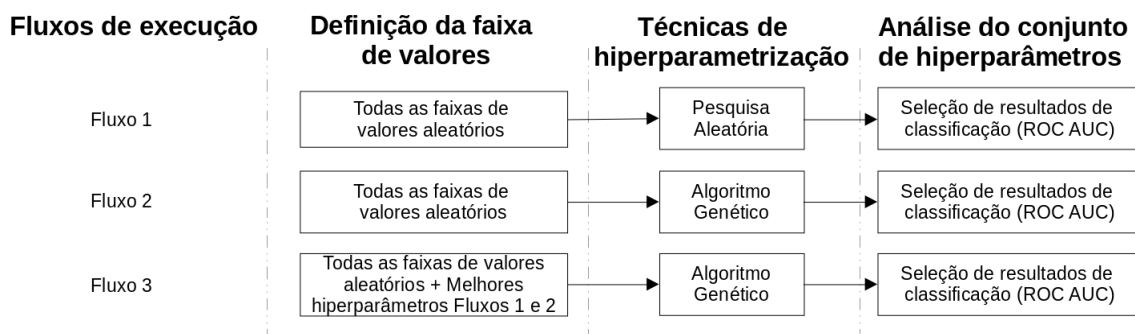 Fluxos de execução
Definição da faixa
de valores
Técnicas de
hiperparametrização
Análise do conjunto
de hiperparâmetros
Fluxo 1
Todas as faixas de
valores aleatórios
Pesquisa
Aleatória
Seleção de resultados de
classificação (ROC AUC)
Fluxo 2
Todas as faixas de
valores aleatórios
Algoritmo
Genético
Seleção de resultados de
classificação (ROC AUC)
Fluxo 3
Todas as faixas de valores
aleatórios + Melhores
hiperparâmetros Fluxos 1 e 2
Algoritmo
Genético
Seleção de resultados de
classificação (ROC AUC)